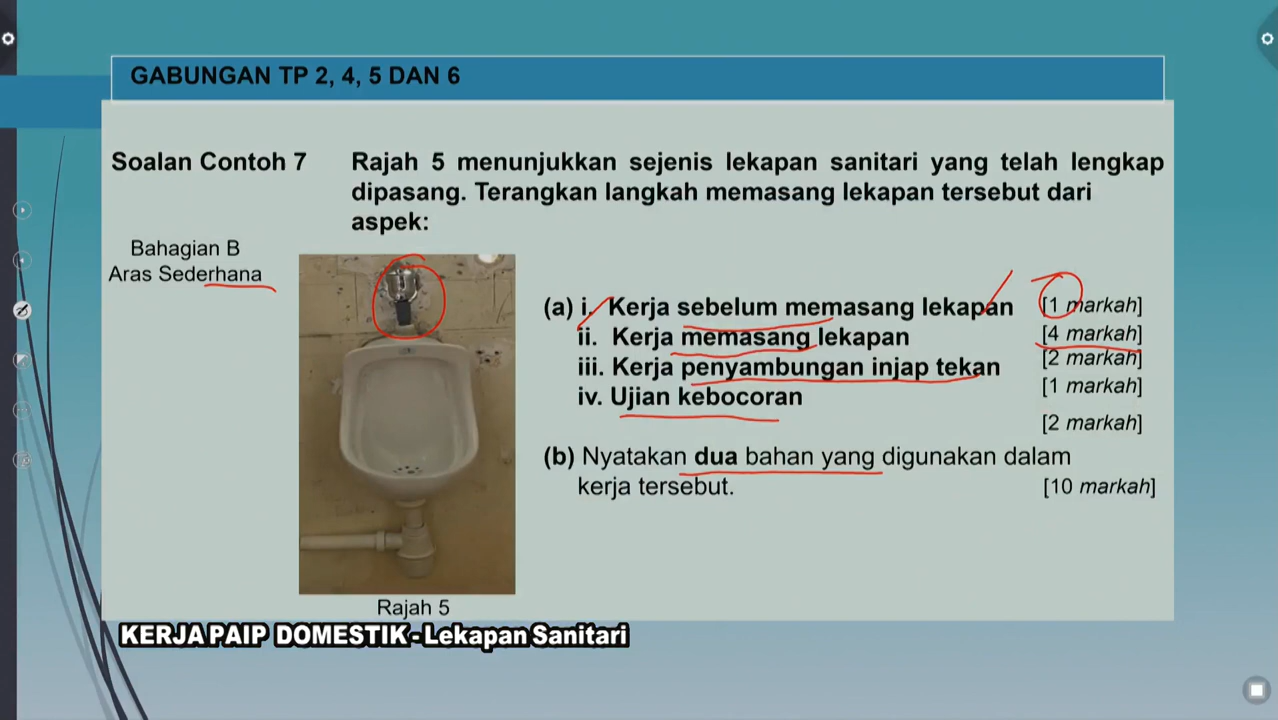 GABUNGAN TP 2, 4, 5 DAN 6
Soalan Contoh 7
Rajah 5 menunjukkan sejenis lekapan sanitari yang telah lengkap
dipasang. Terangkan langkah memasang lekapan tersebut dari
aspek:
Bahagian B
Aras Sederhana
(a) i. Kerja sebelum memasang lekapan [1 markah]
ii. Kerja memasang lekapan [4 markah]
iii. Kerja penyambungan injap tekan [2 markah]
iv. Ujian kebocoran [1 markah]
[2 markah]
(b) Nyatakan dua bahan yang digunakan dalam
kerja tersebut. [10 markah]
Rajah 5
KERJA PAIP DOMESTIK - Lekapan Sanitari